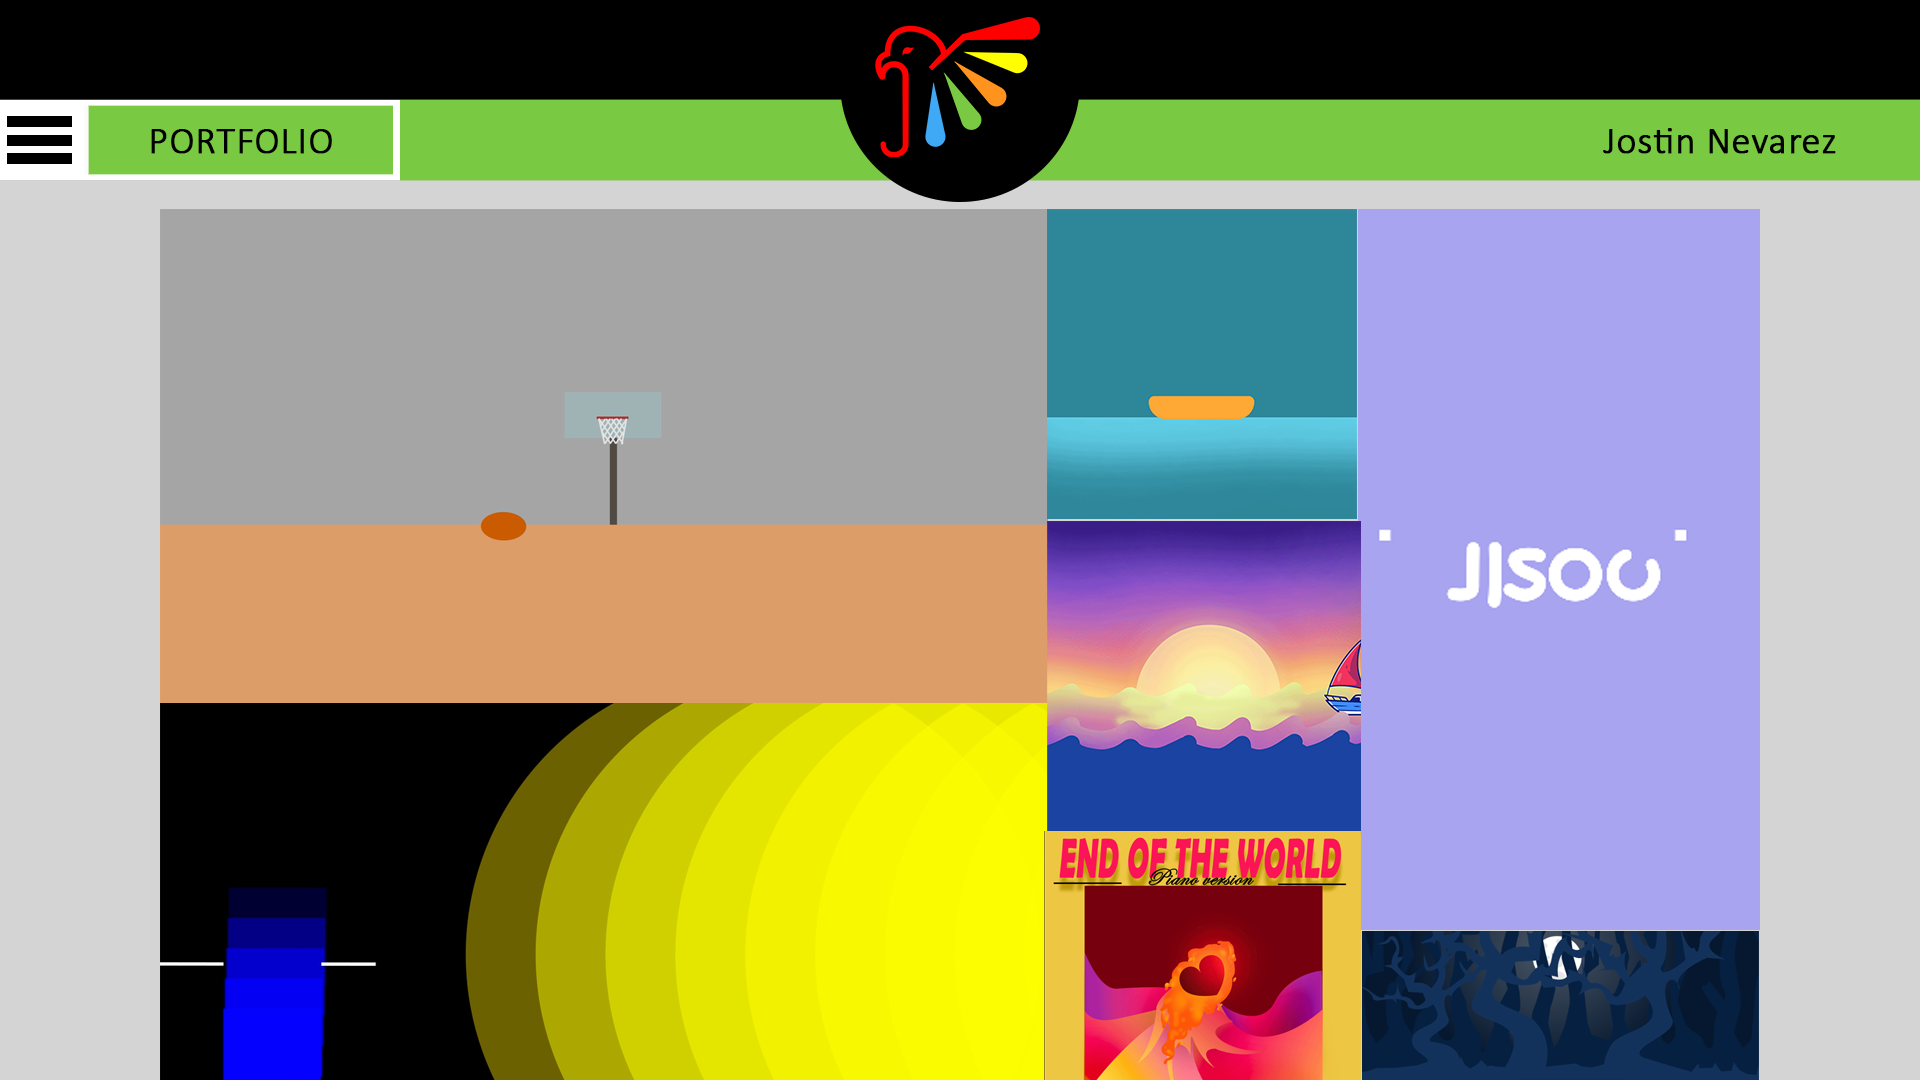 PORTFOLIO
Jostin Nevarez
JISOO
END OF THE WORLD
Piano version